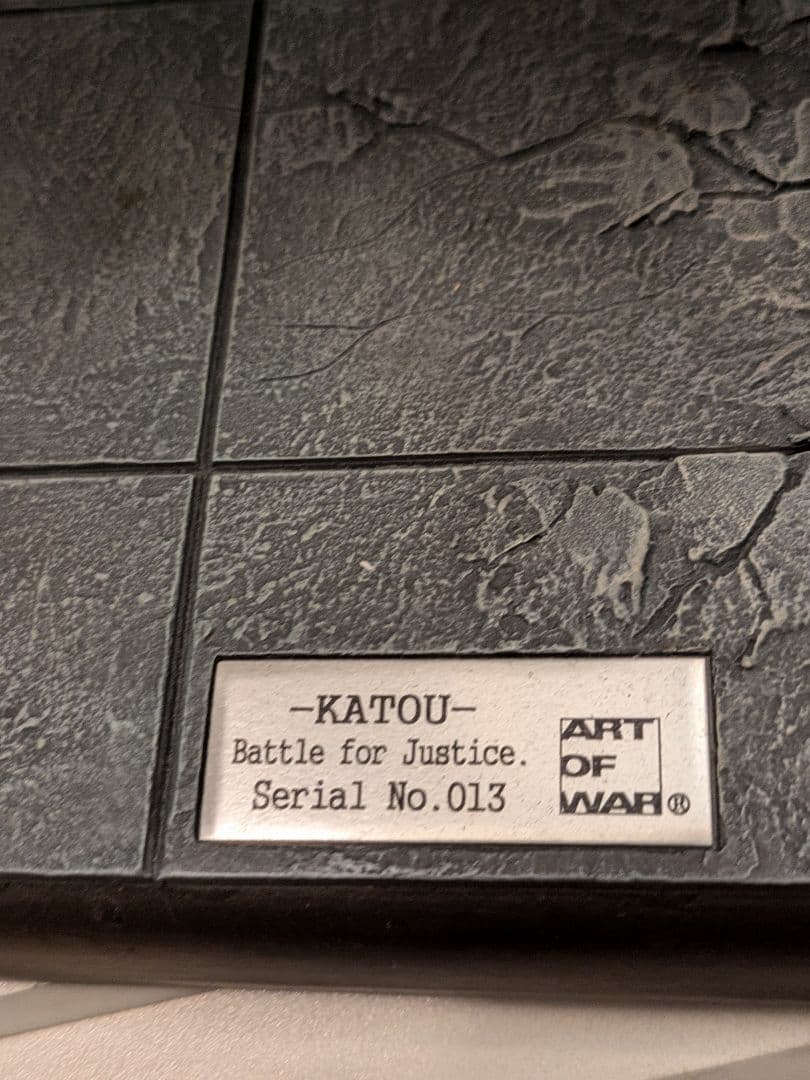 —KATOU—
Battle for Justice.
Serial No.013
ART
OF
WAR®